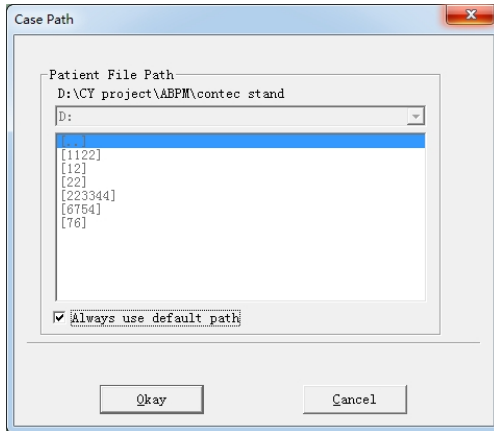 Case Path
Patient File Path
D:\CY project\ABPM\contec stand
D:
[..]
[1122]
[12]
[22]
[223344]
[6754]
[76]
Always use default path
Okay
Cancel